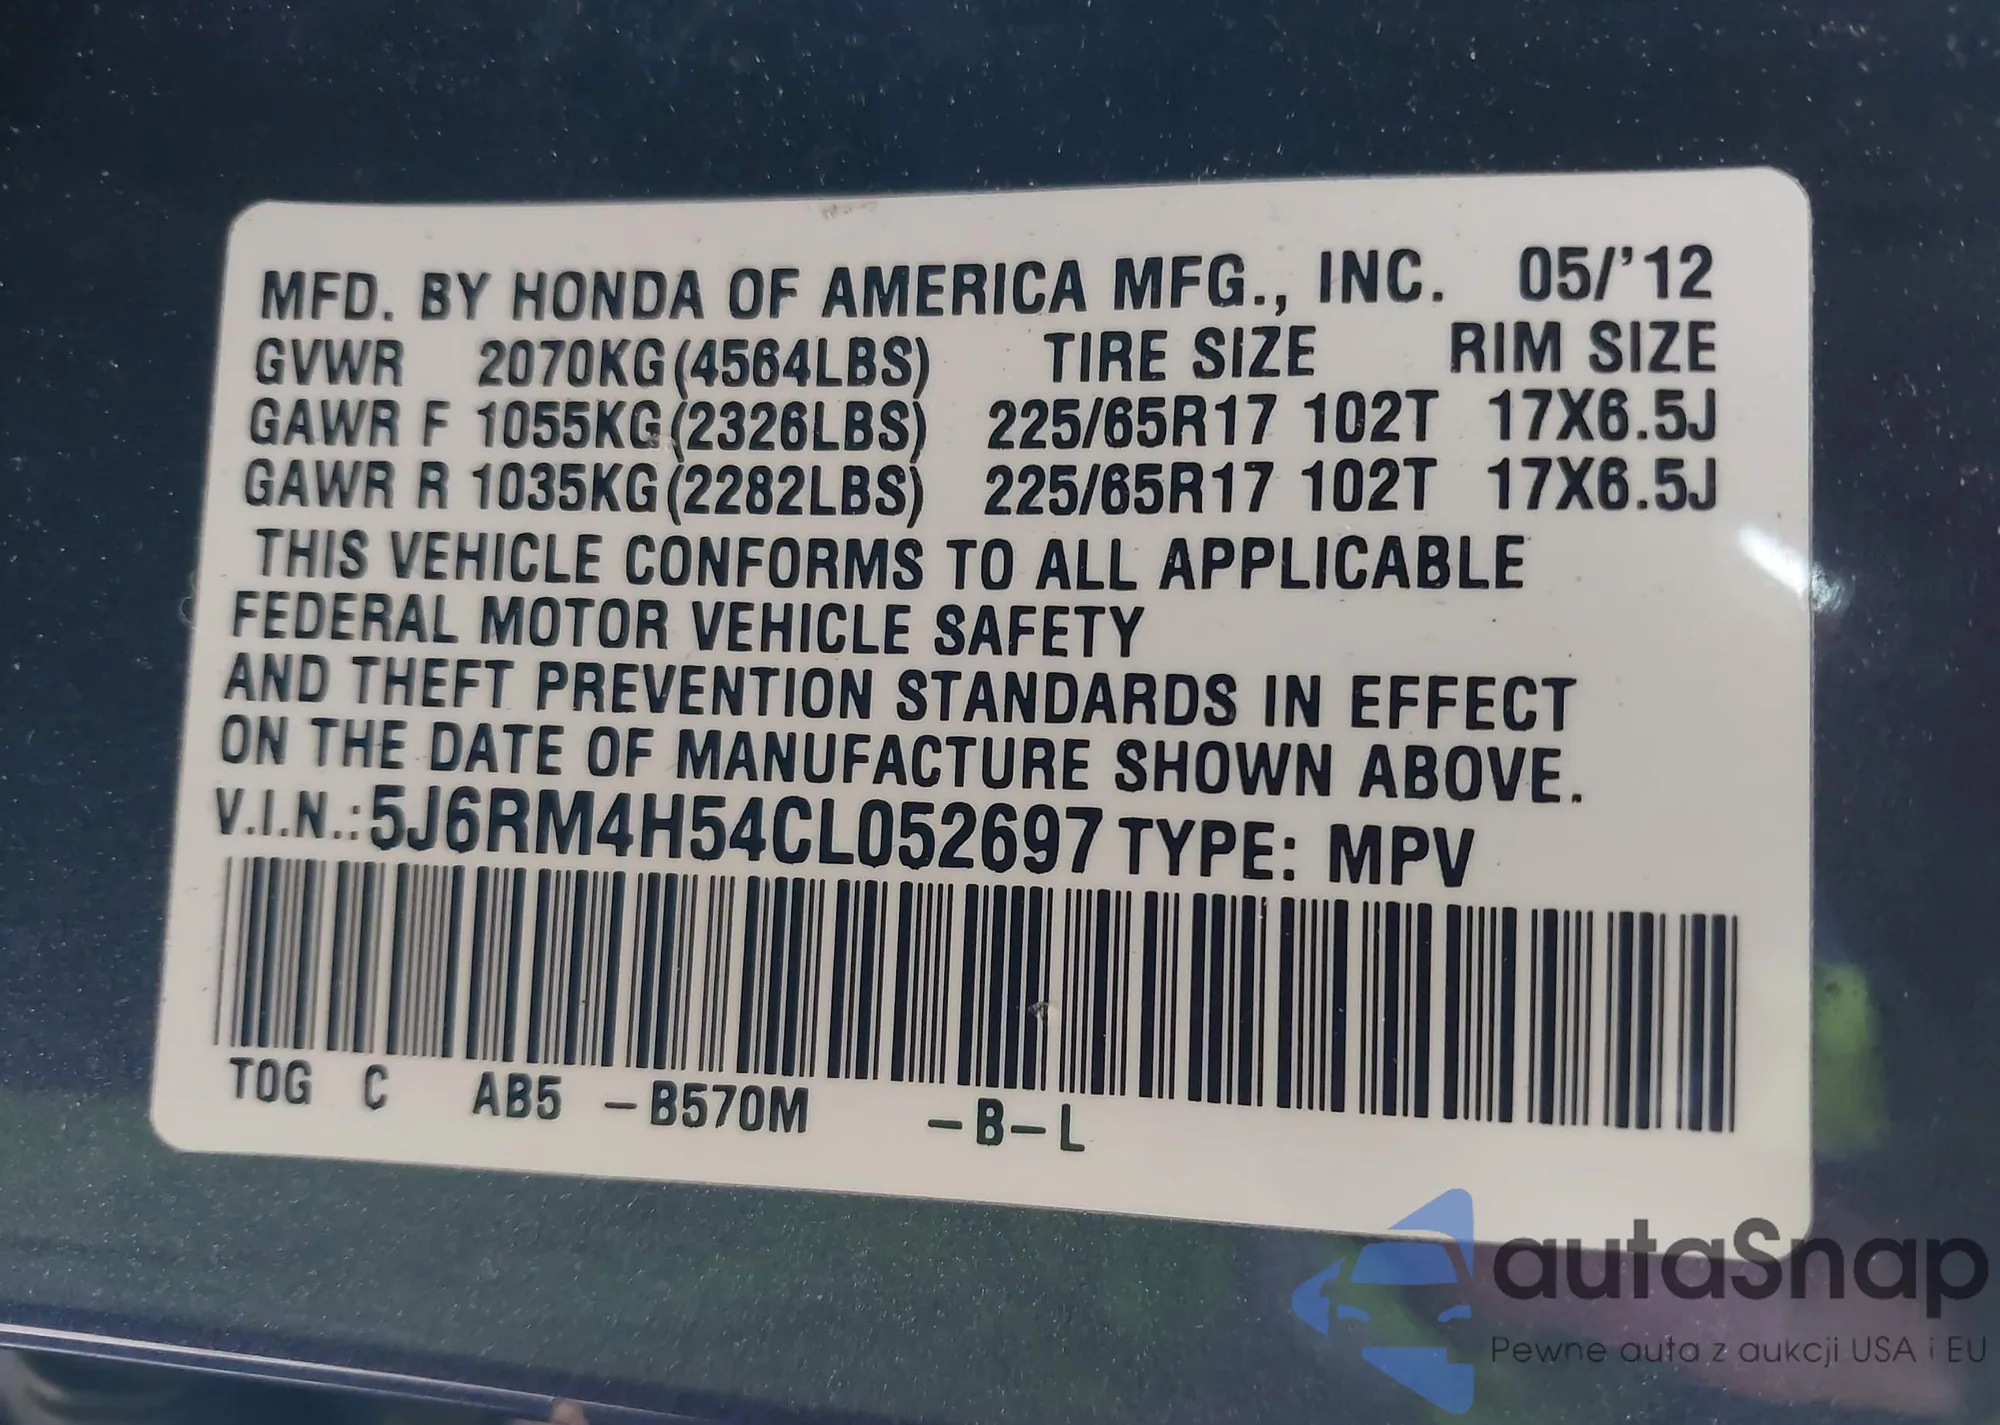 MFD. BY HONDA OF AMERICA MFG., INC. 05/'12
GVWR 2070KG(4564LBS) TIRE SIZE RIM SIZE
GAWR F 1055KG(2326LBS) 225/65R17 102T 17X6.5J
GAWR R 1035KG(2282LBS) 225/65R17 102T 17X6.5J
THIS VEHICLE CONFORMS TO ALL APPLICABLE
FEDERAL MOTOR VEHICLE SAFETY
AND THEFT PREVENTION STANDARDS IN EFFECT
ON THE DATE OF MANUFACTURE SHOWN ABOVE.
V.I.N.:5J6RM4H54CL052697 TYPE: MPV
T0G C AB5 –B570M –B–L
autaSnap
Pewne auta z aukcji USA i EU